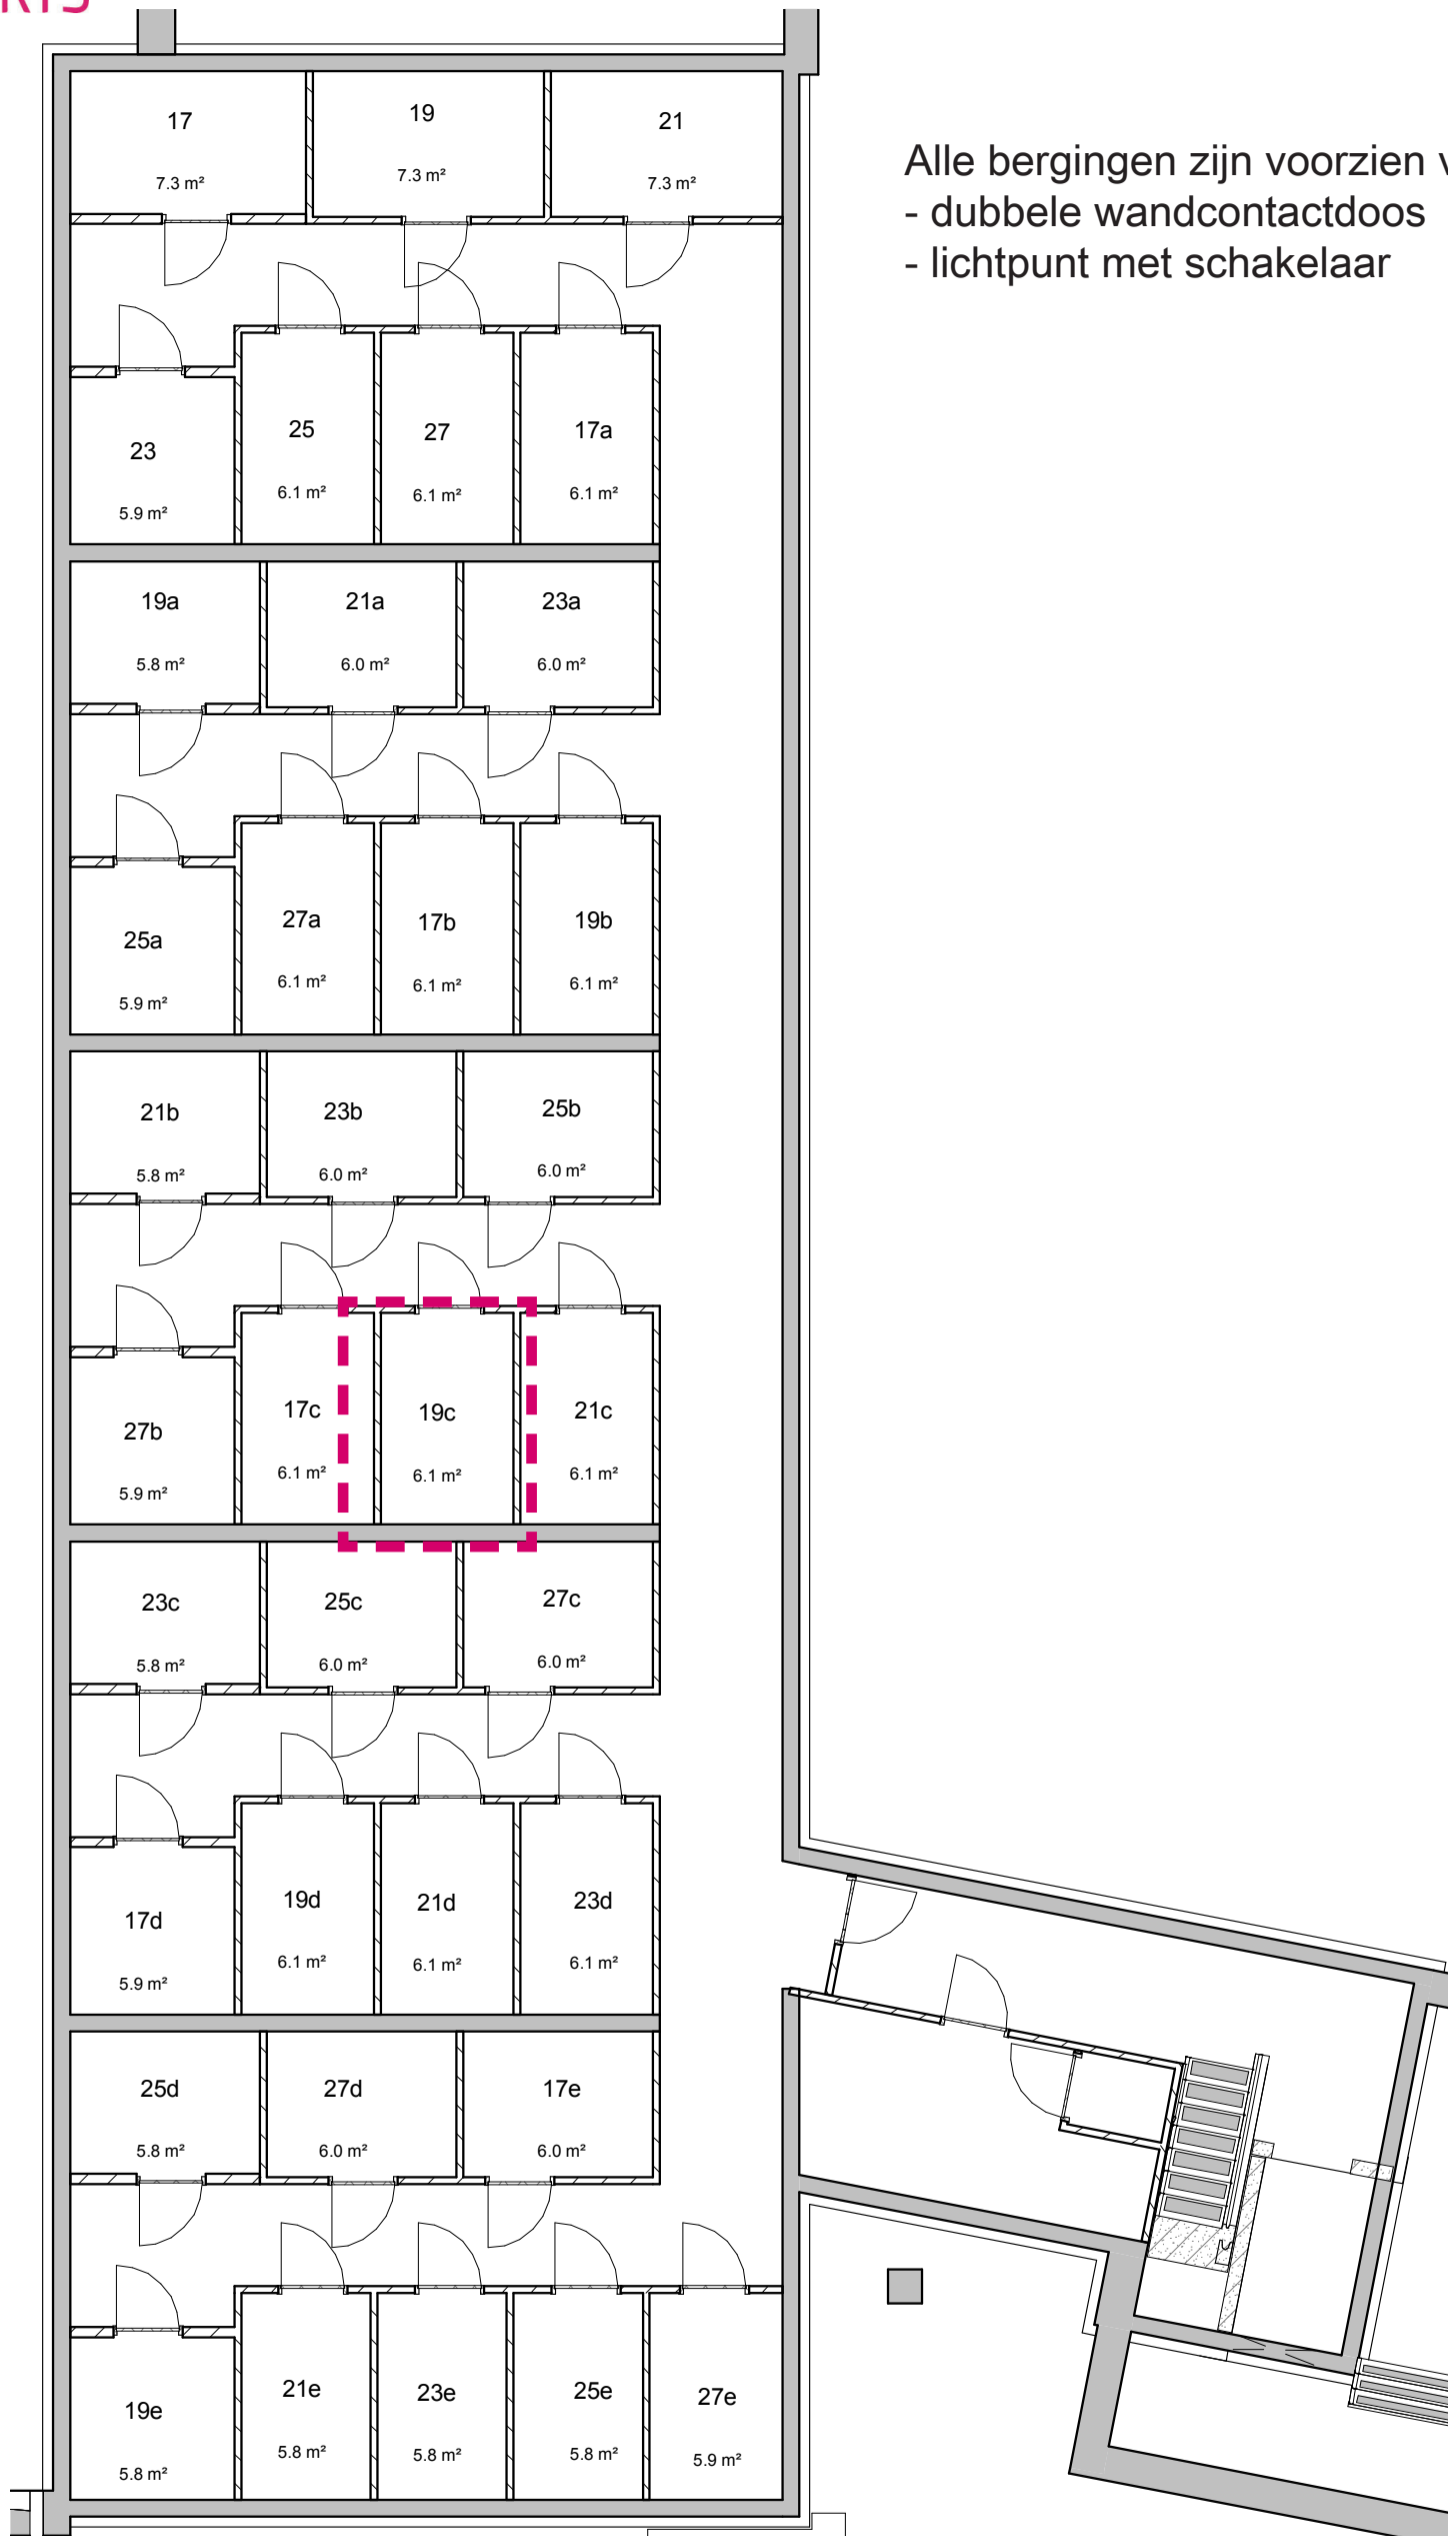 Alle bergingen zijn voorzien
- dubbele wandcontactdoos
- lichtpunt met schakelaar
17
7.3 m²
19
7.3 m²
21
7.3 m²
23
5.9 m²
25
6.1 m²
27
6.1 m²
17a
6.1 m²
19a
5.8 m²
21a
6.0 m²
23a
6.0 m²
25a
5.9 m²
27a
6.1 m²
17b
6.1 m²
19b
6.1 m²
21b
5.8 m²
23b
6.0 m²
25b
6.0 m²
27b
5.9 m²
17c
6.1 m²
19c
6.1 m²
21c
6.1 m²
23c
5.8 m²
25c
6.0 m²
27c
6.0 m²
17d
5.9 m²
19d
6.1 m²
21d
6.1 m²
23d
6.1 m²
25d
5.8 m²
27d
6.0 m²
17e
6.0 m²
19e
5.8 m²
21e
5.8 m²
23e
5.8 m²
25e
5.8 m²
27e
5.9 m²